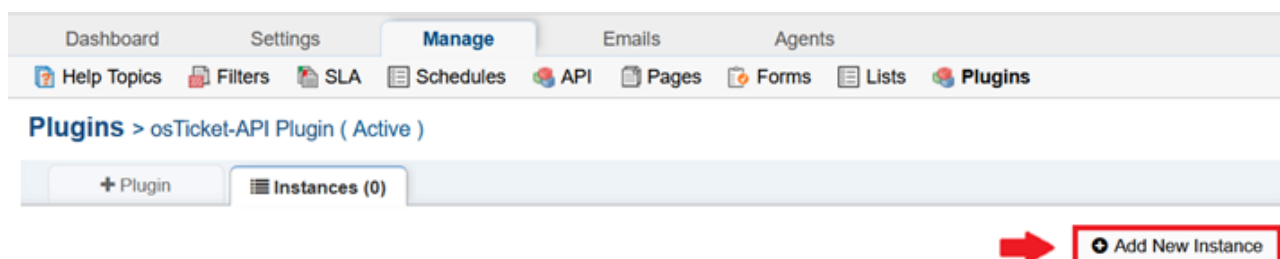 Dashboard Settings Manage Emails Agents
Help Topics Filters SLA Schedules API Pages Forms Lists Plugins
Plugins > osTicket-API Plugin ( Active )
+ Plugin Instances (0)
Add New Instance